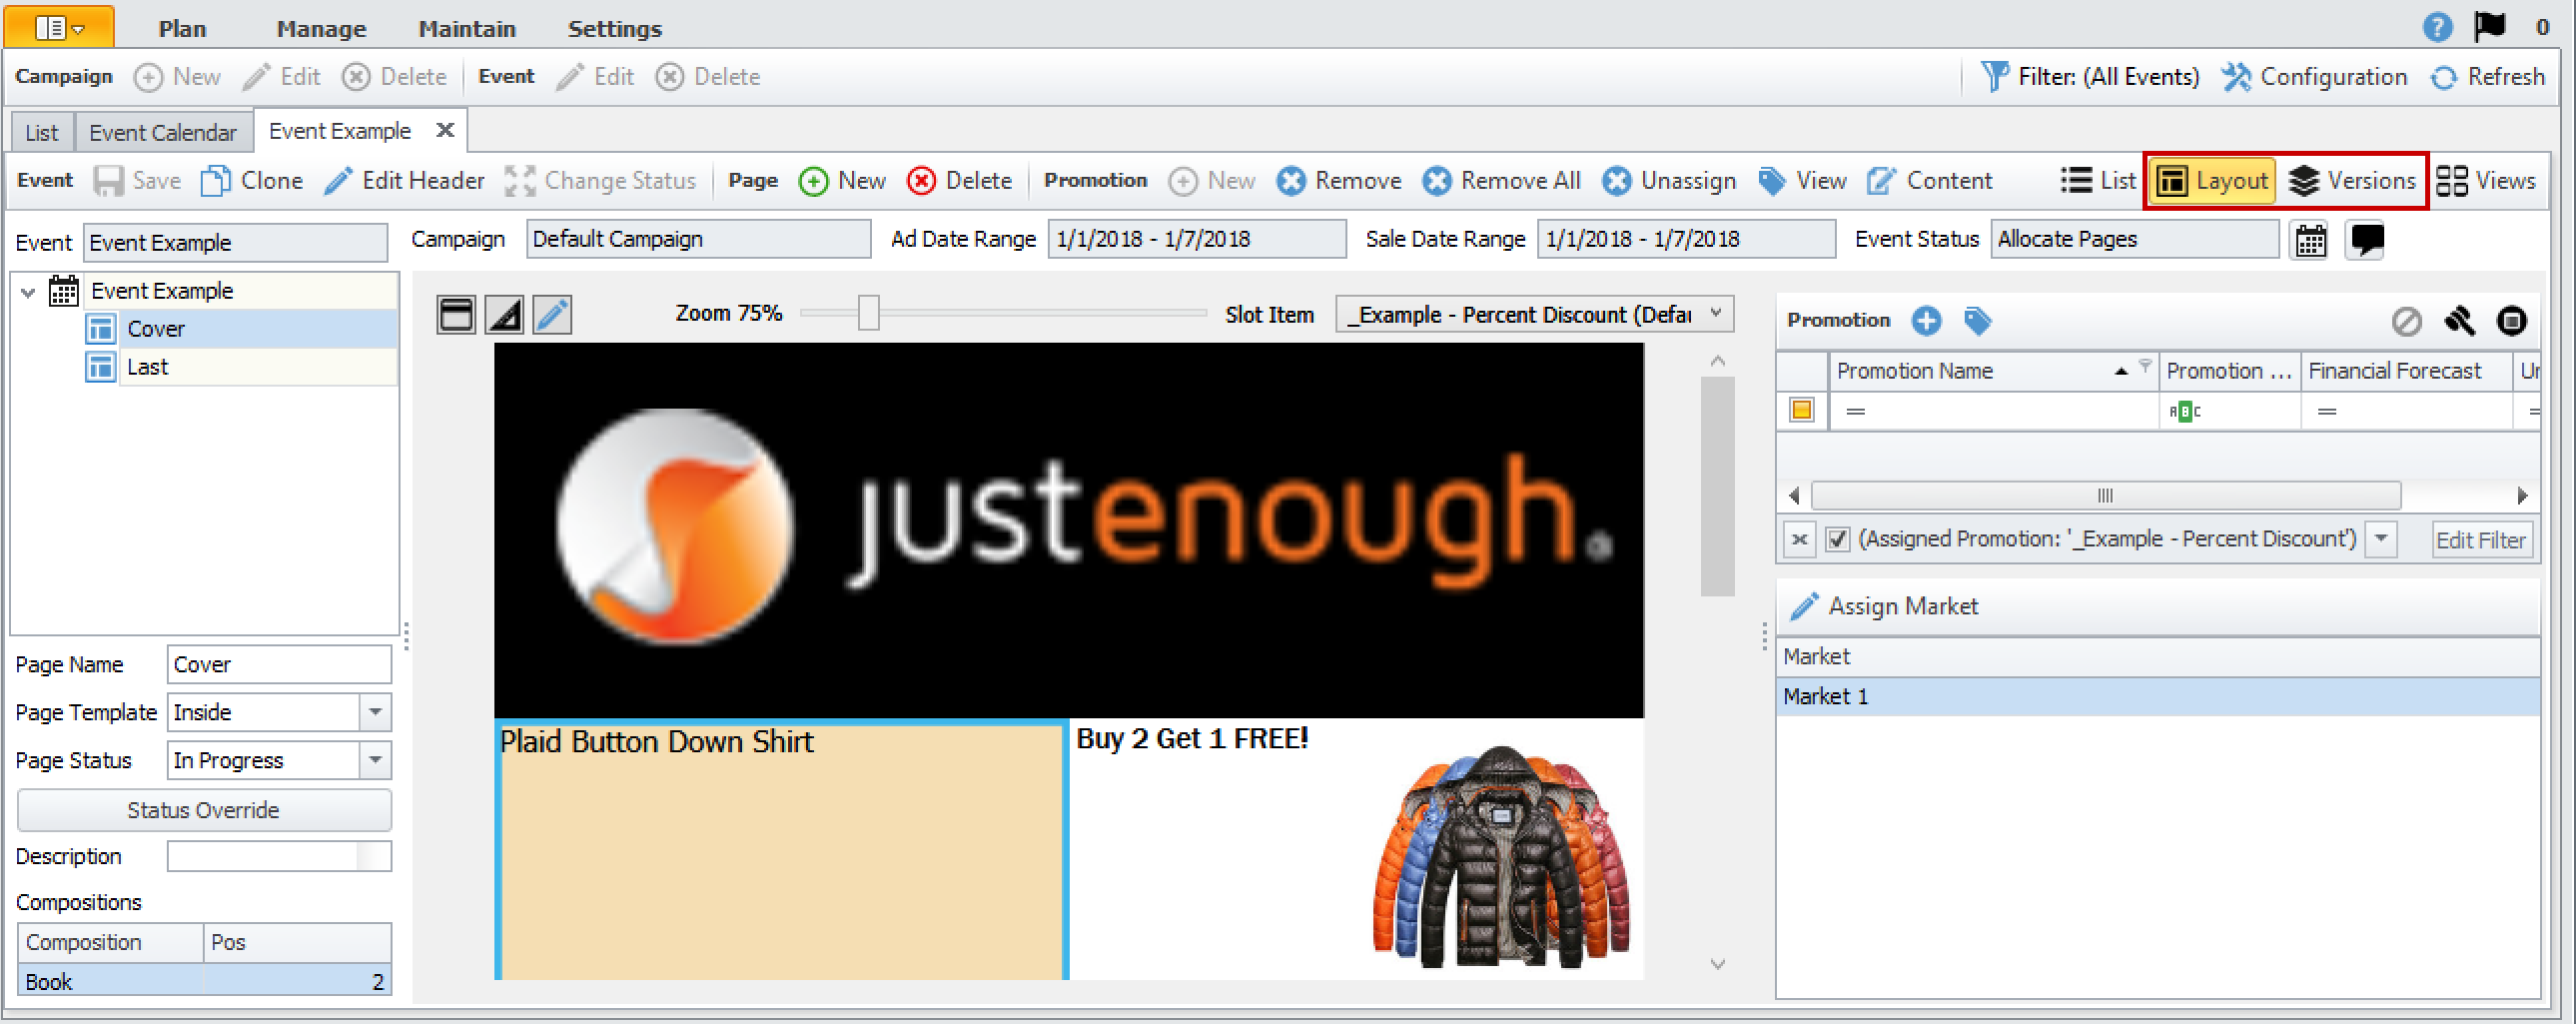 Plan Manage Maintain Settings 0
Campaign New Edit Delete Event Edit Delete Filter: (All Events) Configuration Refresh
List Event Calendar Event Example
Event Save Clone Edit Header Change Status Page New Delete Promotion New Remove Remove All Unassign View Content List Layout Versions Views
Event Event Example Campaign Default Campaign Ad Date Range 1/1/2018 - 1/7/2018 Sale Date Range 1/1/2018 - 1/7/2018 Event Status Allocate Pages
Event Example
Cover
Last
Zoom 75% Slot Item _Example - Percent Discount (Defau
Promotion
Promotion Name Promotion ... Financial Forecast Un
= ABC = =
justenough.
(Assigned Promotion: '_Example - Percent Discount') Edit Filter
Assign Market
Market
Market 1
Page Name Cover
Page Template Inside
Page Status In Progress
Status Override
Description
Compositions
Composition Pos
Book 2
Plaid Button Down Shirt
Buy 2 Get 1 FREE!